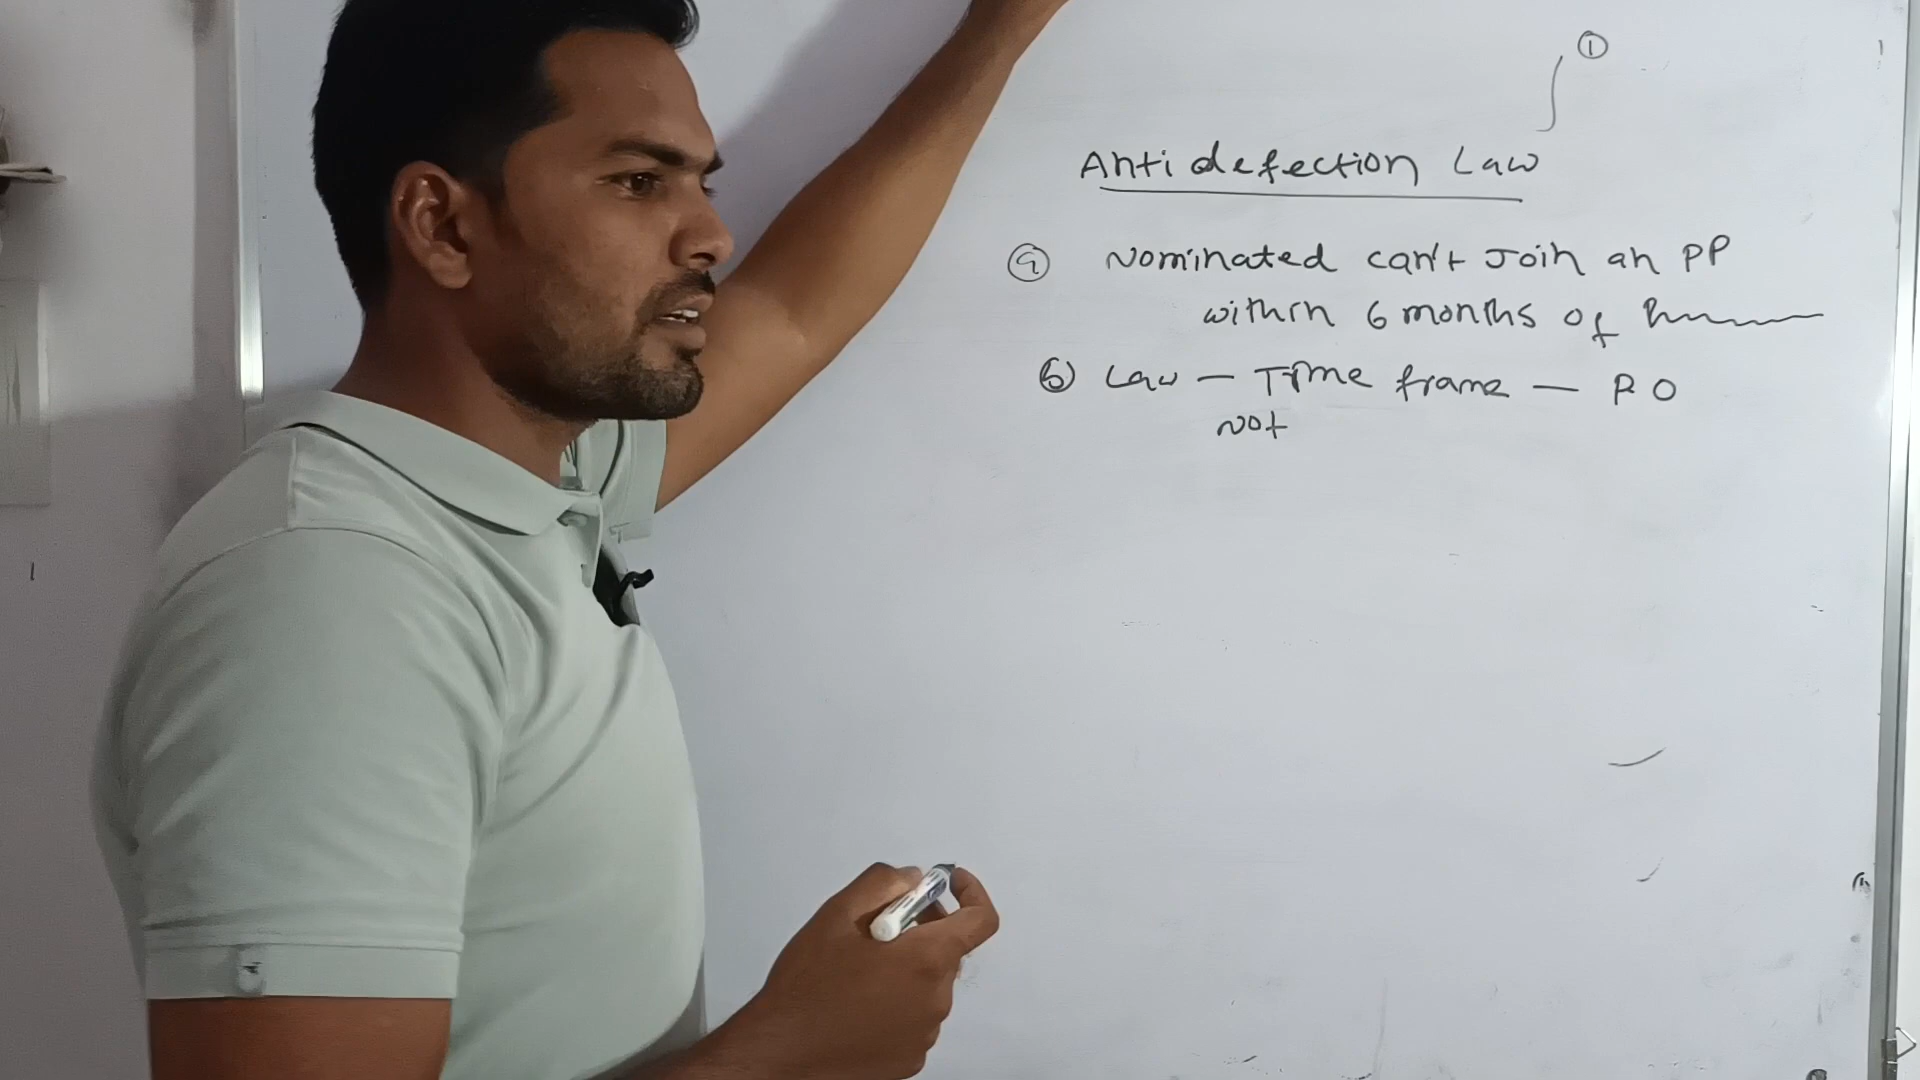 ①
Anti defection Law
ⓐ Nominated can't Join an PP
within 6 months of
ⓑ Law — Time frame — PO
Not